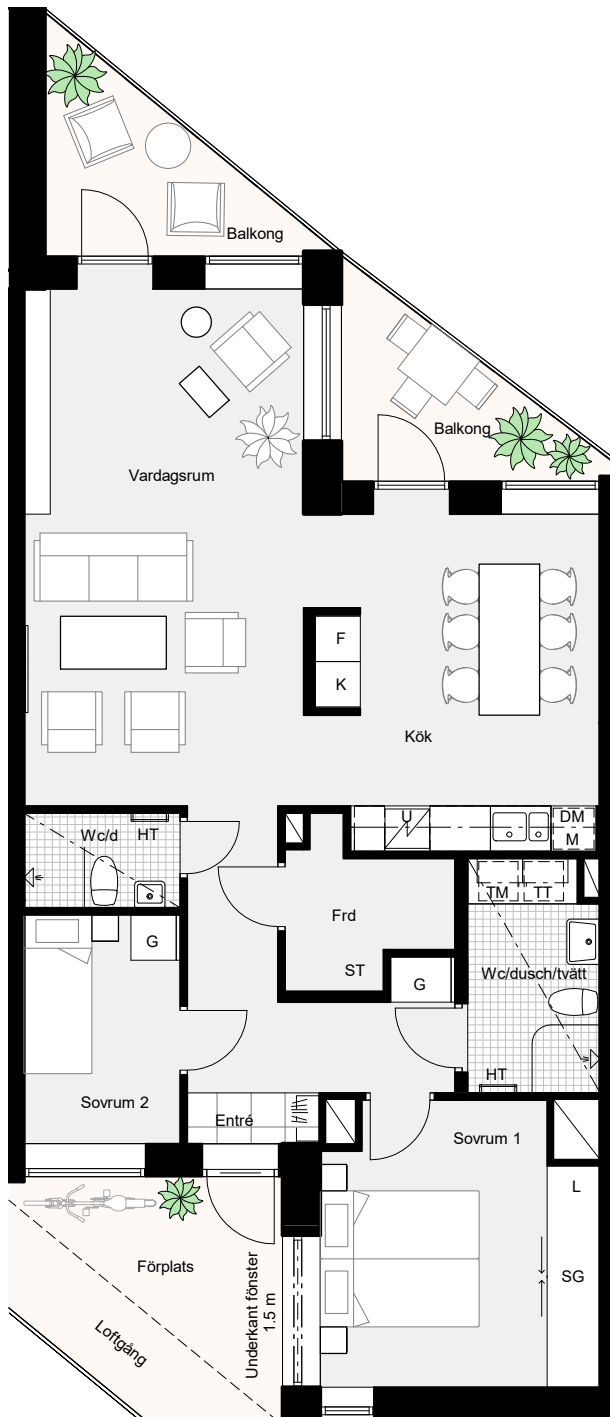 Balkong
Balkong
Vardagsrum
F
K
Kök
U
DM
M
Wc/d
HT
TM
TT
Frd
ST
G
G
Wc/dusch/tvätt
HT
Sovrum 2
Entré
Sovrum 1
L
SG
Förplats
Loftgång
Underkant fönster
1.5 m